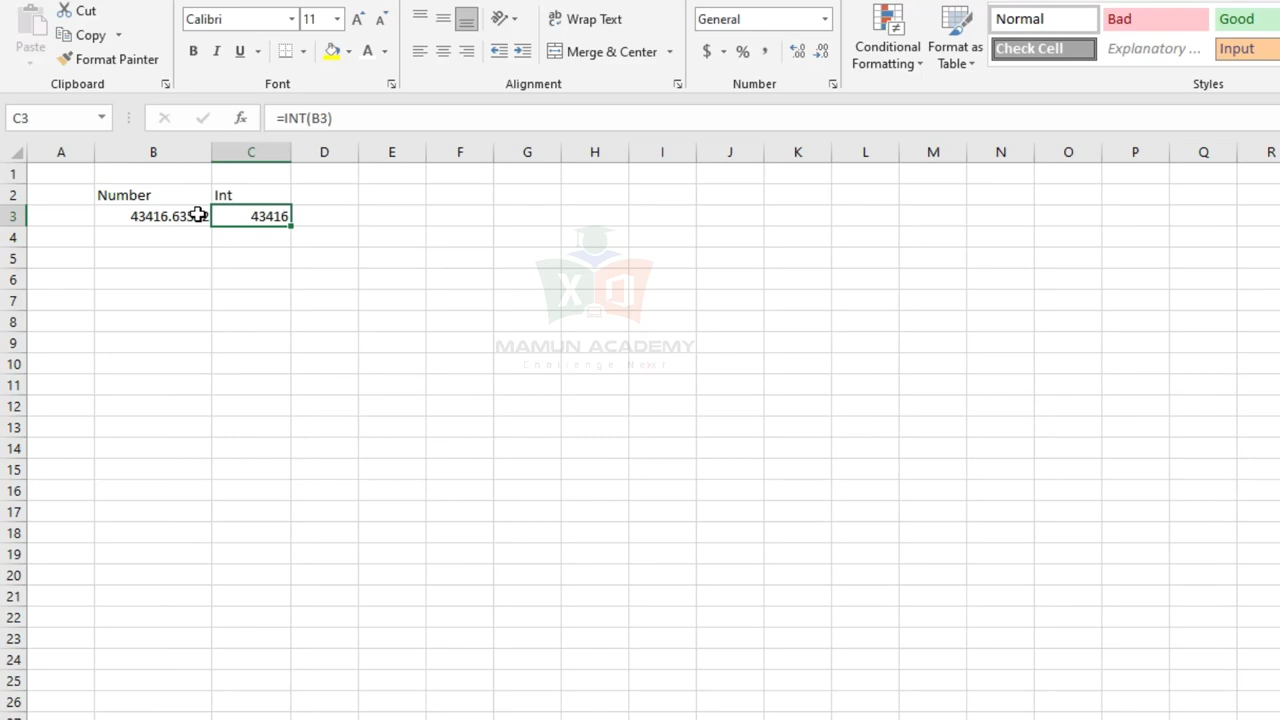 Cut
Calibri
11
Wrap Text
General
Normal
Bad
Good
Paste
Copy
B I U
A
Merge & Center
$ % ,
Conditional
Formatting
Format as
Table
Check Cell
Explanatory ...
Input
Format Painter
Clipboard
Font
Alignment
Number
Styles
C3
fx
=INT(B3)
A B C D E F G H I J K L M N O P Q R
1
2 Number Int
3 43416
4
5
6
7
8
9
MAMUN ACADEMY
10
11
12
13
14
15
16
17
18
19
20
21
22
23
24
25
26